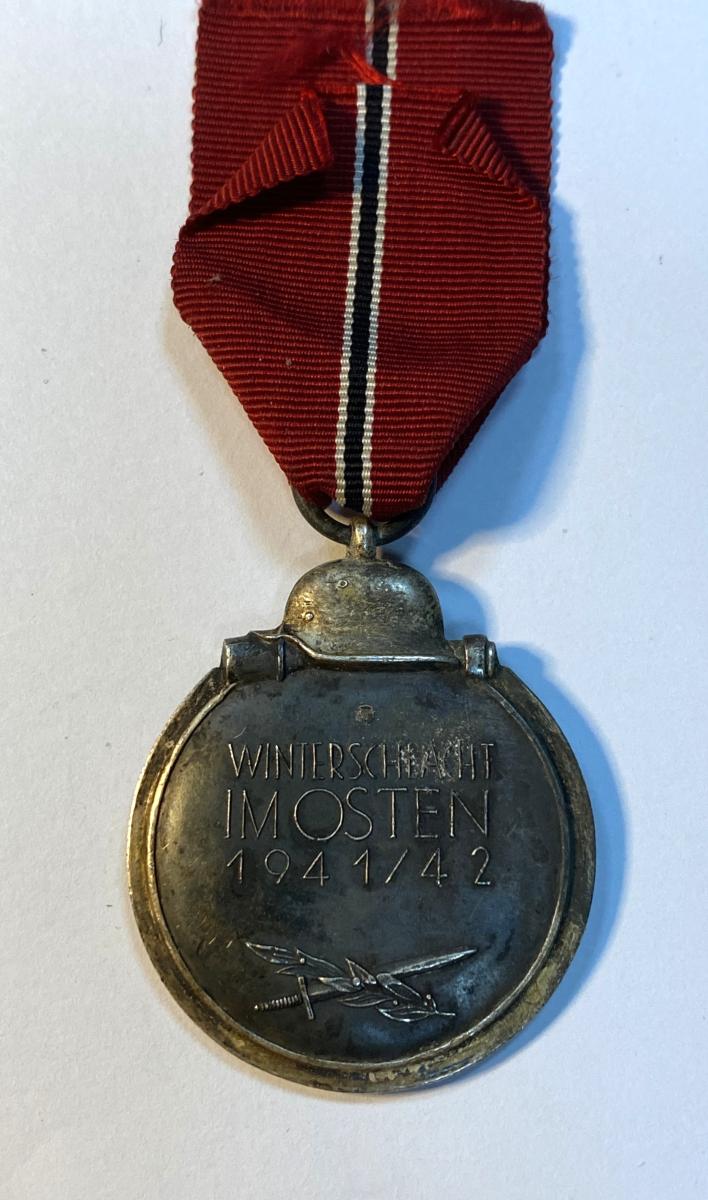 WINTERSCHLACHT
IM OSTEN
1941/42